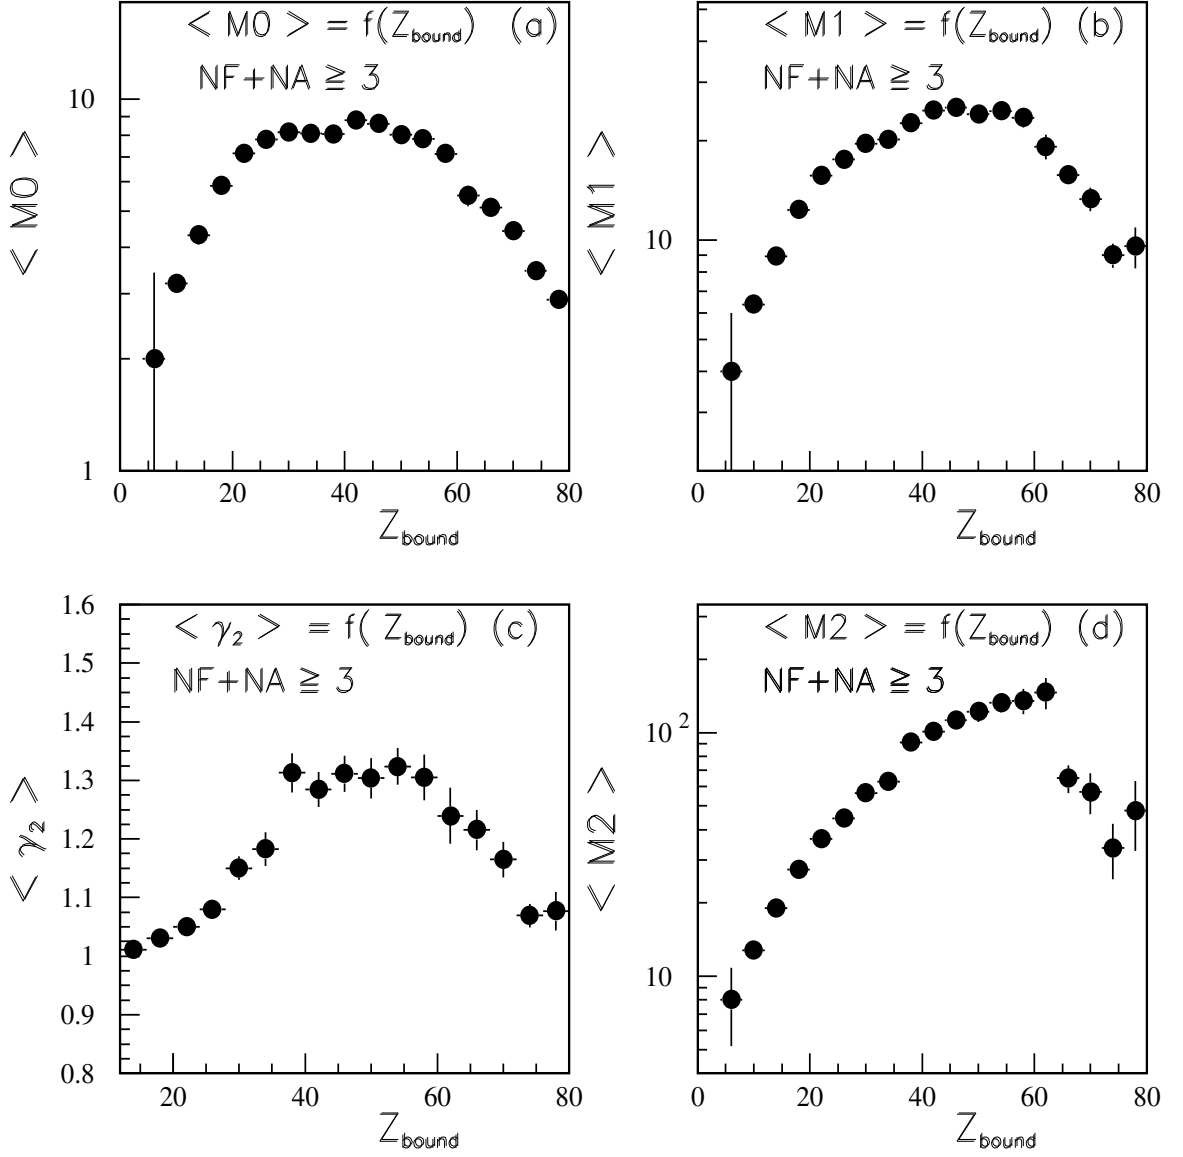 < M0 > = f(Z_bound) (a)
NF+NA ≧ 3
< M0 >
10
1
0 20 40 60 80
Z_bound
< M1 > = f(Z_bound) (b)
NF+NA ≧ 3
< M1 >
10
0 20 40 60 80
Z_bound
< γ_2 > = f( Z_bound) (c)
NF+NA ≧ 3
< γ_2 >
1.6
1.5
1.4
1.3
1.2
1.1
1
0.9
0.8
20 40 60 80
Z_bound
< M2 > = f(Z_bound) (d)
NF+NA ≧ 3
< M2 >
10^2
10
0 20 40 60 80
Z_bound